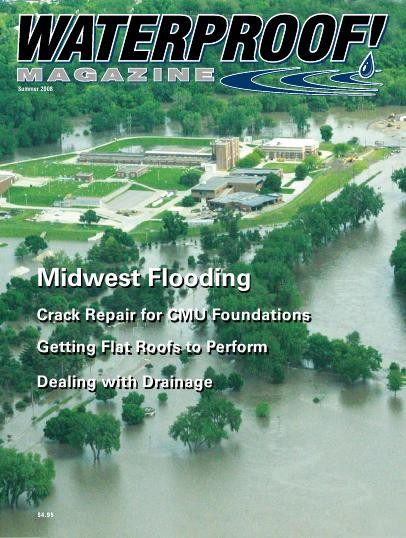 WATERPROOF!
MAGAZINE
Summer 2008
Midwest Flooding
Crack Repair for CMU Foundations
Getting Flat Roofs to Perform
Dealing with Drainage
$4.95